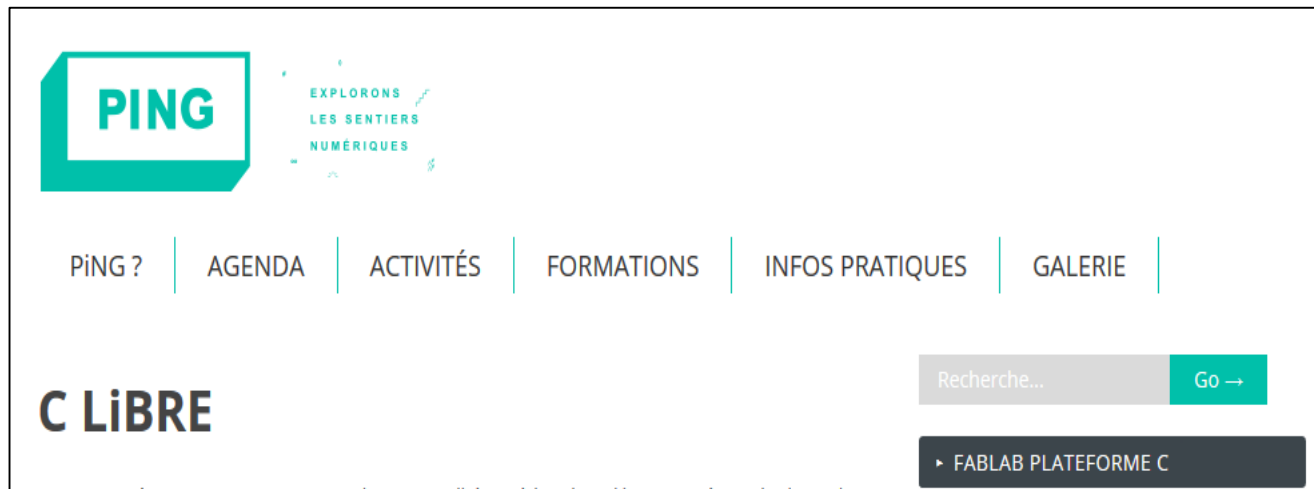 PING
EXPLORONS
LES SENTIERS
NUMÉRIQUES
PiNG ?
AGENDA
ACTIVITÉS
FORMATIONS
INFOS PRATIQUES
GALERIE
Recherche...
Go →
C LiBRE
‣ FABLAB PLATEFORME C